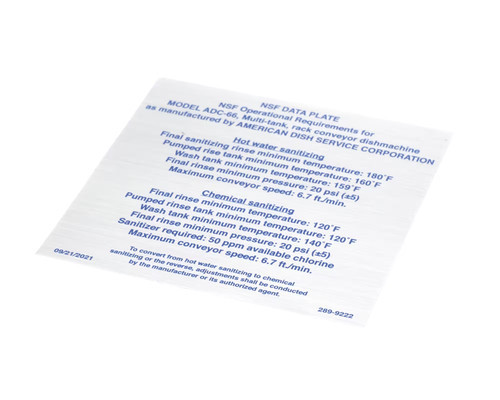 NSF DATA PLATE
NSF Operational Requirements for
MODEL ADC-66, Multi-tank, rack conveyor dishmachine
as manufactured by AMERICAN DISH SERVICE CORPORATION
Hot water sanitizing
Final sanitizing rinse minimum temperature: 180°F
Pumped rise tank minimum temperature: 160°F
Wash tank minimum temperature: 159°F
Final rinse minimum pressure: 20 psi (±5)
Maximum conveyor speed: 6.7 ft./min.
Chemical sanitizing
Final rinse minimum temperature: 120°F
Pumped rinse tank minimum temperature: 120°F
Wash tank minimum temperature: 140°F
Final rinse minimum pressure: 20 psi (±5)
Sanitizer required: 50 ppm available chlorine
Maximum conveyor speed: 6.7 ft./min.
To convert from hot water sanitizing to chemical
sanitizing or the reverse, adjustments shall be conducted
by the manufacturer or its authorized agent.
09/21/2021
289-9222